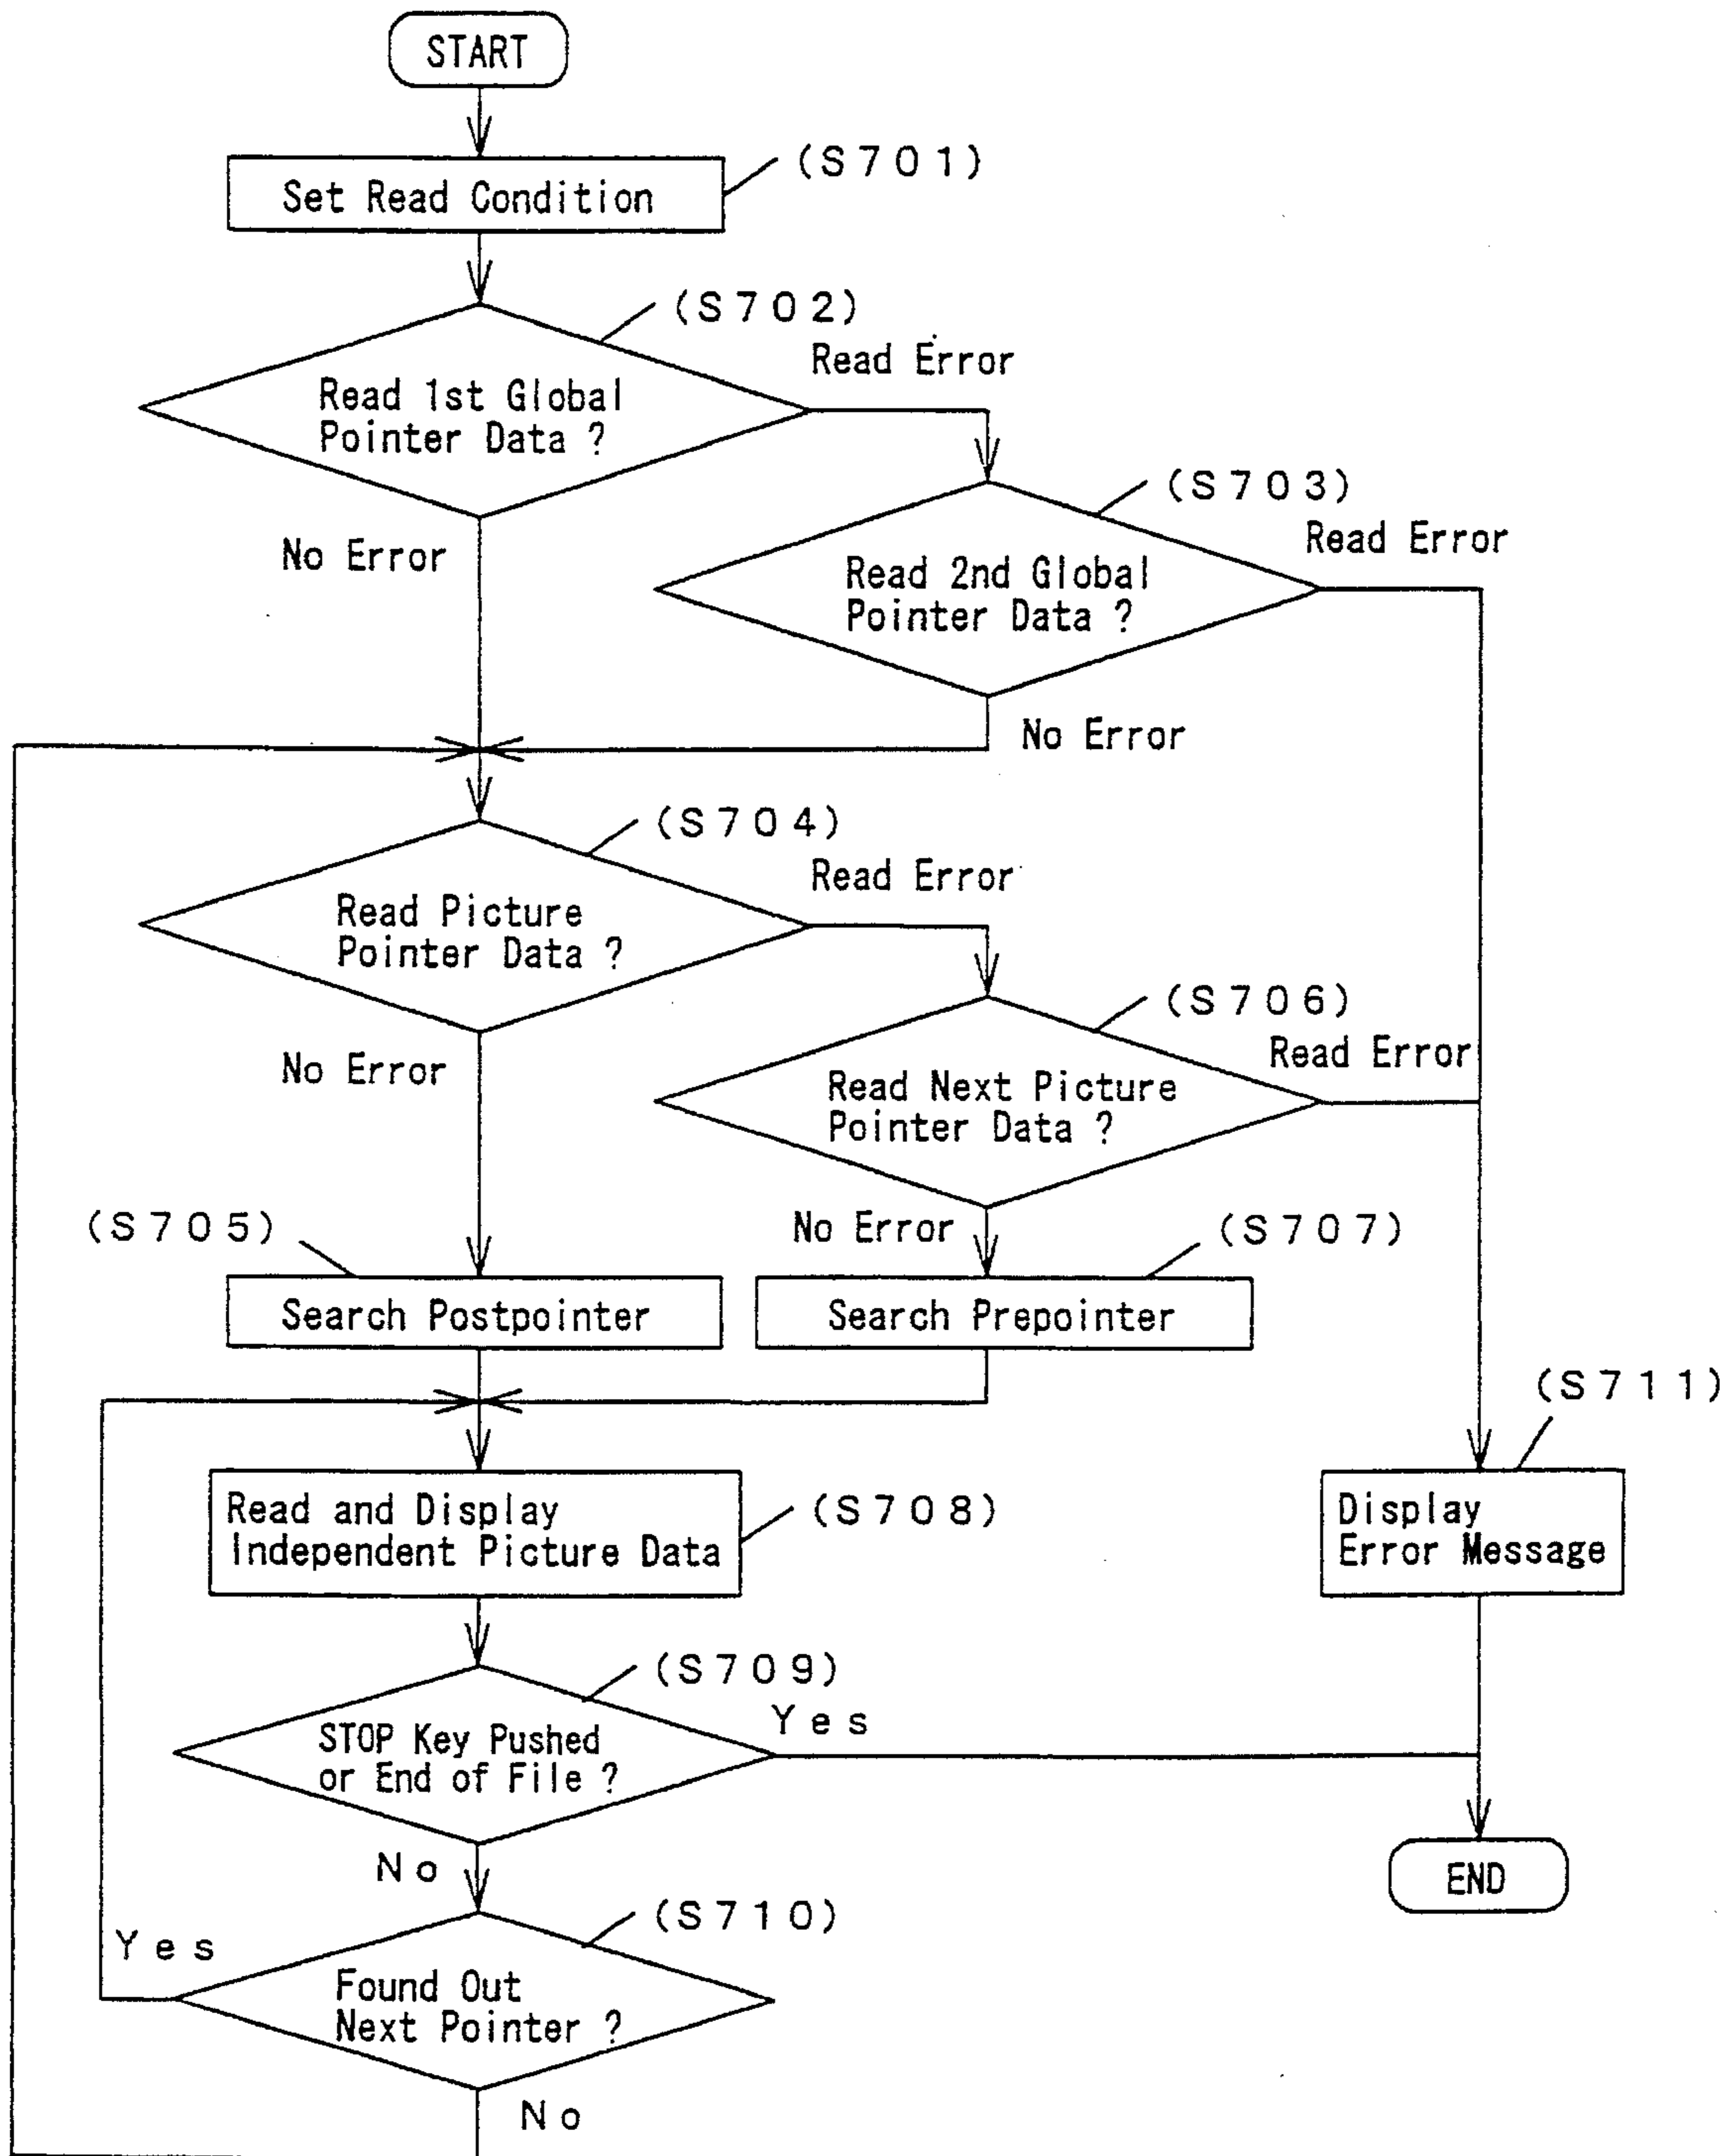 START
(S701)
Set Read Condition
(S702)
Read Error
Read 1st Global
Pointer Data ?
(S703)
Read Error
No Error
Read 2nd Global
Pointer Data ?
No Error
(S704)
Read Error
Read Picture
Pointer Data ?
(S706)
Read Error
No Error
Read Next Picture
Pointer Data ?
(S705)
No Error
(S707)
Search Postpointer
Search Prepointer
(S711)
Read and Display
Independent Picture Data
(S708)
Display
Error Message
(S709)
Yes
STOP Key Pushed
or End of File ?
No
END
(S710)
Yes
Found Out
Next Pointer ?
No